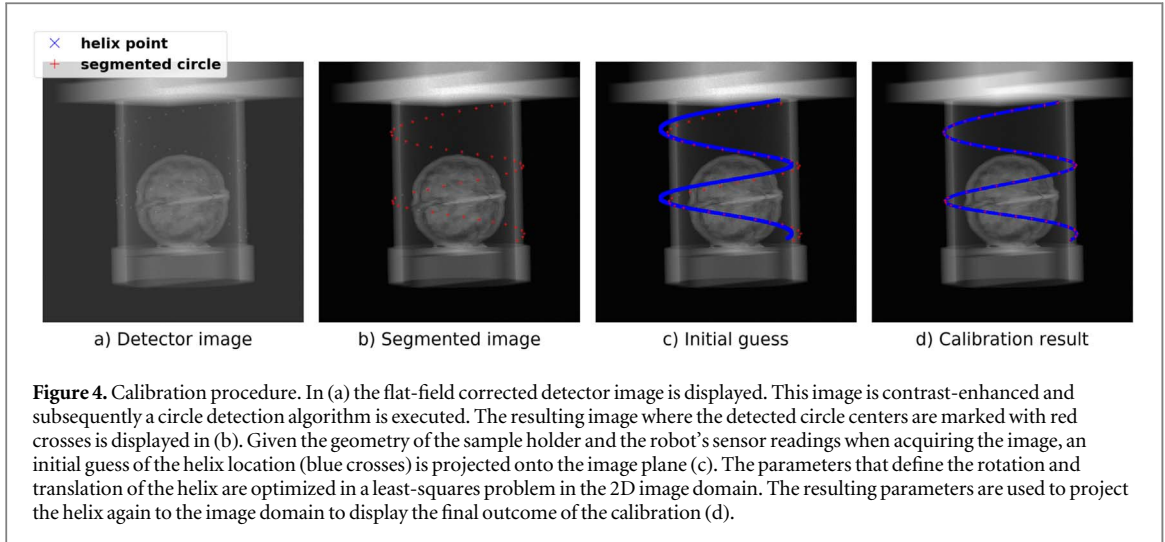 helix point
segmented circle
a) Detector image
b) Segmented image
c) Initial guess
d) Calibration result
Figure 4. Calibration procedure. In (a) the flat-field corrected detector image is displayed. This image is contrast-enhanced and
subsequently a circle detection algorithm is executed. The resulting image where the detected circle centers are marked with red
crosses is displayed in (b). Given the geometry of the sample holder and the robot's sensor readings when acquiring the image, an
initial guess of the helix location (blue crosses) is projected onto the image plane (c). The parameters that define the rotation and
translation of the helix are optimized in a least-squares problem in the 2D image domain. The resulting parameters are used to project
the helix again to the image domain to display the final outcome of the calibration (d).